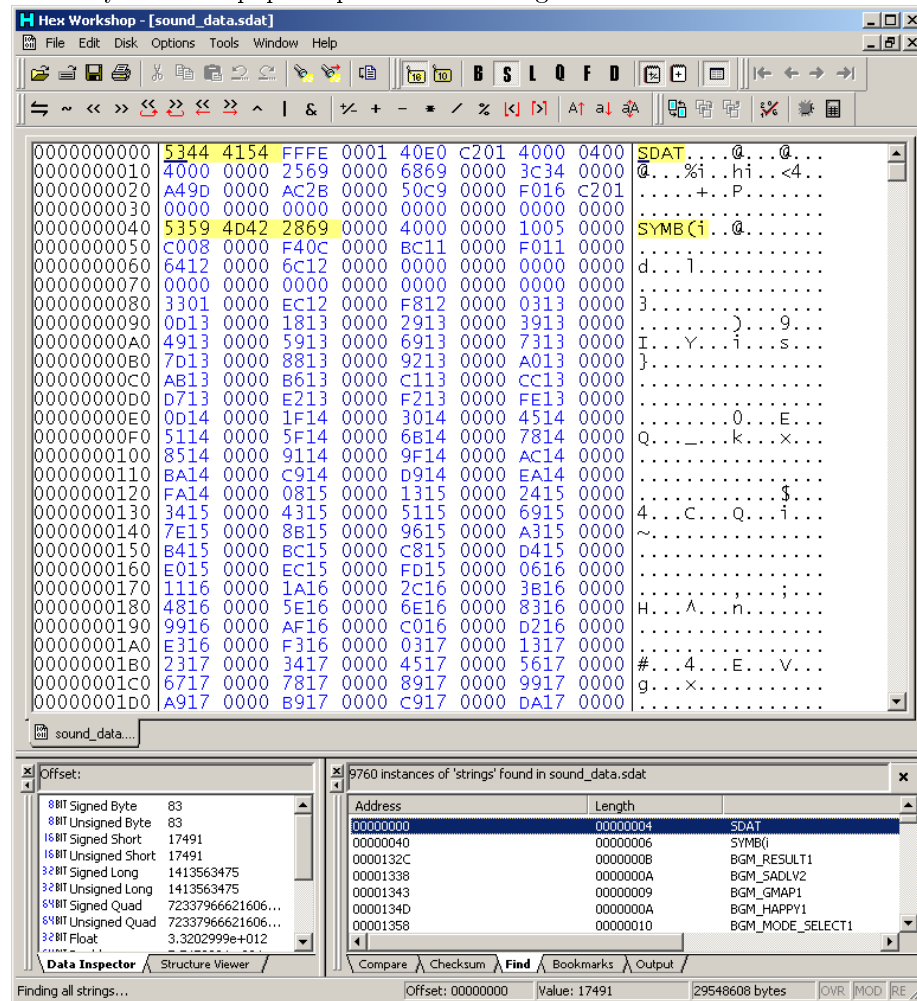 Hex Workshop - [sound_data.sdat]
File Edit Disk Options Tools Window Help
B S L Q F D
0000000000 5344 4154 FFFE 0001 40E0 C201 4000 0400 SDAT....@...@...
0000000010 4000 0000 2569 0000 6869 0000 3C34 0000 @...%i..hi..<4..
0000000020 A49D 0000 AC2B 0000 50C9 0000 F016 C201 .....+..P.......
0000000030 0000 0000 0000 0000 0000 0000 0000 0000 ................
0000000040 5359 4D42 2869 0000 4000 0000 1005 0000 SYMB(i..@.......
0000000050 C008 0000 F40C 0000 BC11 0000 F011 0000 ................
0000000060 6412 0000 6C12 0000 0000 0000 0000 0000 d...l...........
0000000070 0000 0000 0000 0000 0000 0000 0000 0000 ................
0000000080 3301 0000 EC12 0000 F812 0000 0313 0000 3...............
0000000090 0D13 0000 1813 0000 2913 0000 3913 0000 ........)...9...
00000000A0 4913 0000 5913 0000 6913 0000 7313 0000 I...Y...i...s...
00000000B0 7D13 0000 8813 0000 9213 0000 A013 0000 }...............
00000000C0 AB13 0000 B613 0000 C113 0000 CC13 0000 ................
00000000D0 D713 0000 E213 0000 F213 0000 FE13 0000 ................
00000000E0 0D14 0000 1F14 0000 3014 0000 4514 0000 ........0...E...
00000000F0 5114 0000 5F14 0000 6B14 0000 7814 0000 Q..._...k...x...
0000000100 8514 0000 9114 0000 9F14 0000 AC14 0000 ................
0000000110 BA14 0000 C914 0000 D914 0000 EA14 0000 ................
0000000120 FA14 0000 0815 0000 1315 0000 2415 0000 ............$...
0000000130 3415 0000 4315 0000 5115 0000 6915 0000 4...C...Q...i...
0000000140 7E15 0000 8B15 0000 9615 0000 A315 0000 ~...............
0000000150 B415 0000 BC15 0000 C815 0000 D415 0000 ................
0000000160 E015 0000 EC15 0000 FD15 0000 0616 0000 ................
0000000170 1116 0000 1A16 0000 2C16 0000 3B16 0000 ........,...;...
0000000180 4816 0000 5E16 0000 6E16 0000 8316 0000 H...^...n.......
0000000190 9916 0000 AF16 0000 C016 0000 D216 0000 ................
00000001A0 E316 0000 F316 0000 0317 0000 1317 0000 ................
00000001B0 2317 0000 3417 0000 4517 0000 5617 0000 #...4...E...V...
00000001C0 6717 0000 7817 0000 8917 0000 9917 0000 g...x...........
00000001D0 A917 0000 B917 0000 C917 0000 DA17 0000 ................
sound_data....
Offset:
8BIT Signed Byte 83
8BIT Unsigned Byte 83
16BIT Signed Short 17491
16BIT Unsigned Short 17491
32BIT Signed Long 1413563475
32BIT Unsigned Long 1413563475
64BIT Signed Quad 72337966621606...
64BIT Unsigned Quad 72337966621606...
32BIT Float 3.3202999e+012
Data Inspector Structure Viewer
9760 instances of 'strings' found in sound_data.sdat
Address Length
00000000 00000004 SDAT
00000040 00000006 SYMB(i
0000132C 0000000B BGM_RESULT1
00001338 0000000A BGM_SADLV2
00001343 00000009 BGM_GMAP1
0000134D 0000000A BGM_HAPPY1
00001358 00000010 BGM_MODE_SELECT1
Compare Checksum Find Bookmarks Output
Finding all strings... Offset: 00000000 Value: 17491 29548608 bytes OVR MOD RE